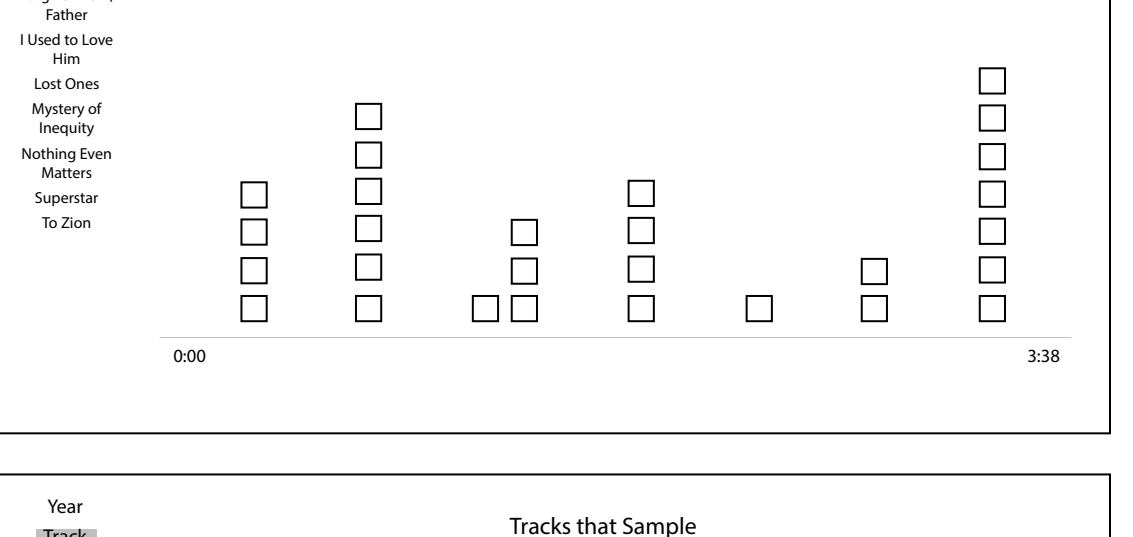 Father
I Used to Love
Him
Lost Ones
Mystery of
Inequity
Nothing Even
Matters
Superstar
To Zion
0:00
3:38
Year
Track
Tracks that Sample